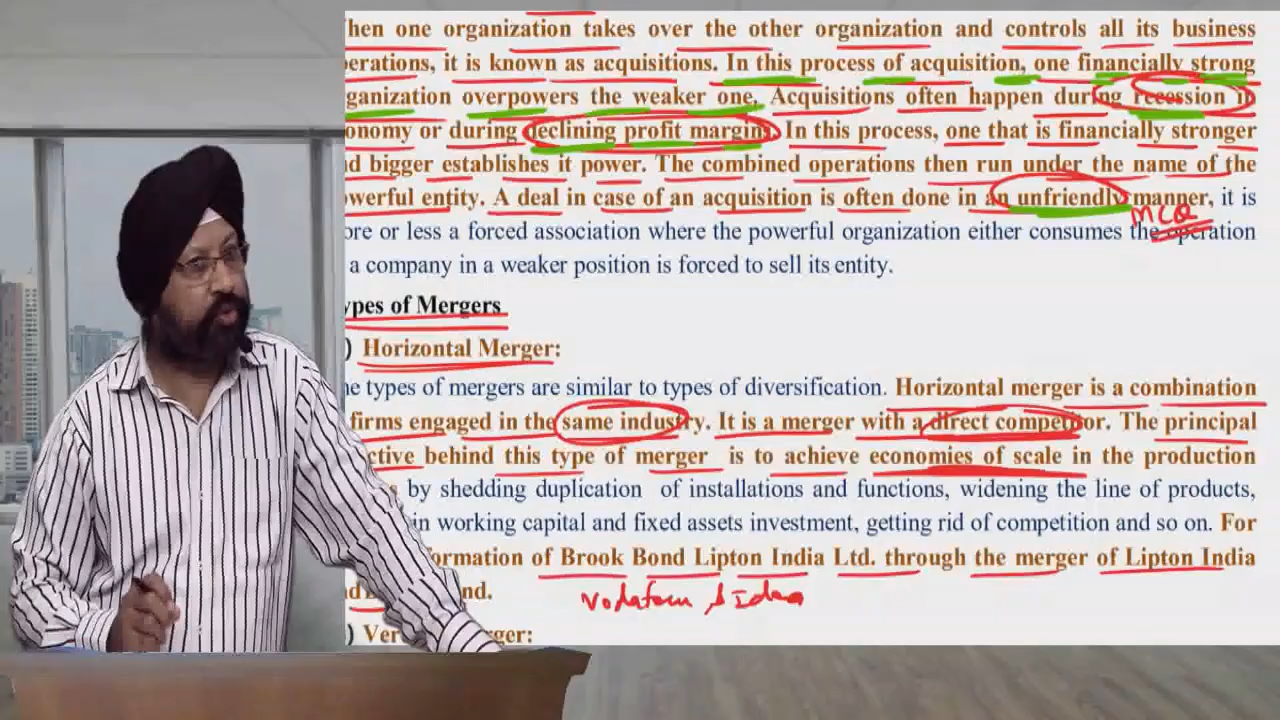 hen one organization takes over the other organization and controls all its business
erations, it is known as acquisitions. In this process of acquisition, one financially strong
ganization overpowers the weaker one. Acquisitions often happen during recession in
onomy or during declining profit margins. In this process, one that is financially stronger
d bigger establishes it power. The combined operations then run under the name of the
werful entity. A deal in case of an acquisition is often done in an unfriendly manner, it is
MCQ
ore or less a forced association where the powerful organization either consumes the operation
a company in a weaker position is forced to sell its entity.
ypes of Mergers
) Horizontal Merger:
e types of mergers are similar to types of diversification. Horizontal merger is a combination
firms engaged in the same industry. It is a merger with a direct competitor. The principal
ctive behind this type of merger is to achieve economies of scale in the production
by shedding duplication of installations and functions, widening the line of products,
in working capital and fixed assets investment, getting rid of competition and so on. For
ormation of Brook Bond Lipton India Ltd. through the merger of Lipton India
nd.
Vodafone & idea
) Ver ger: